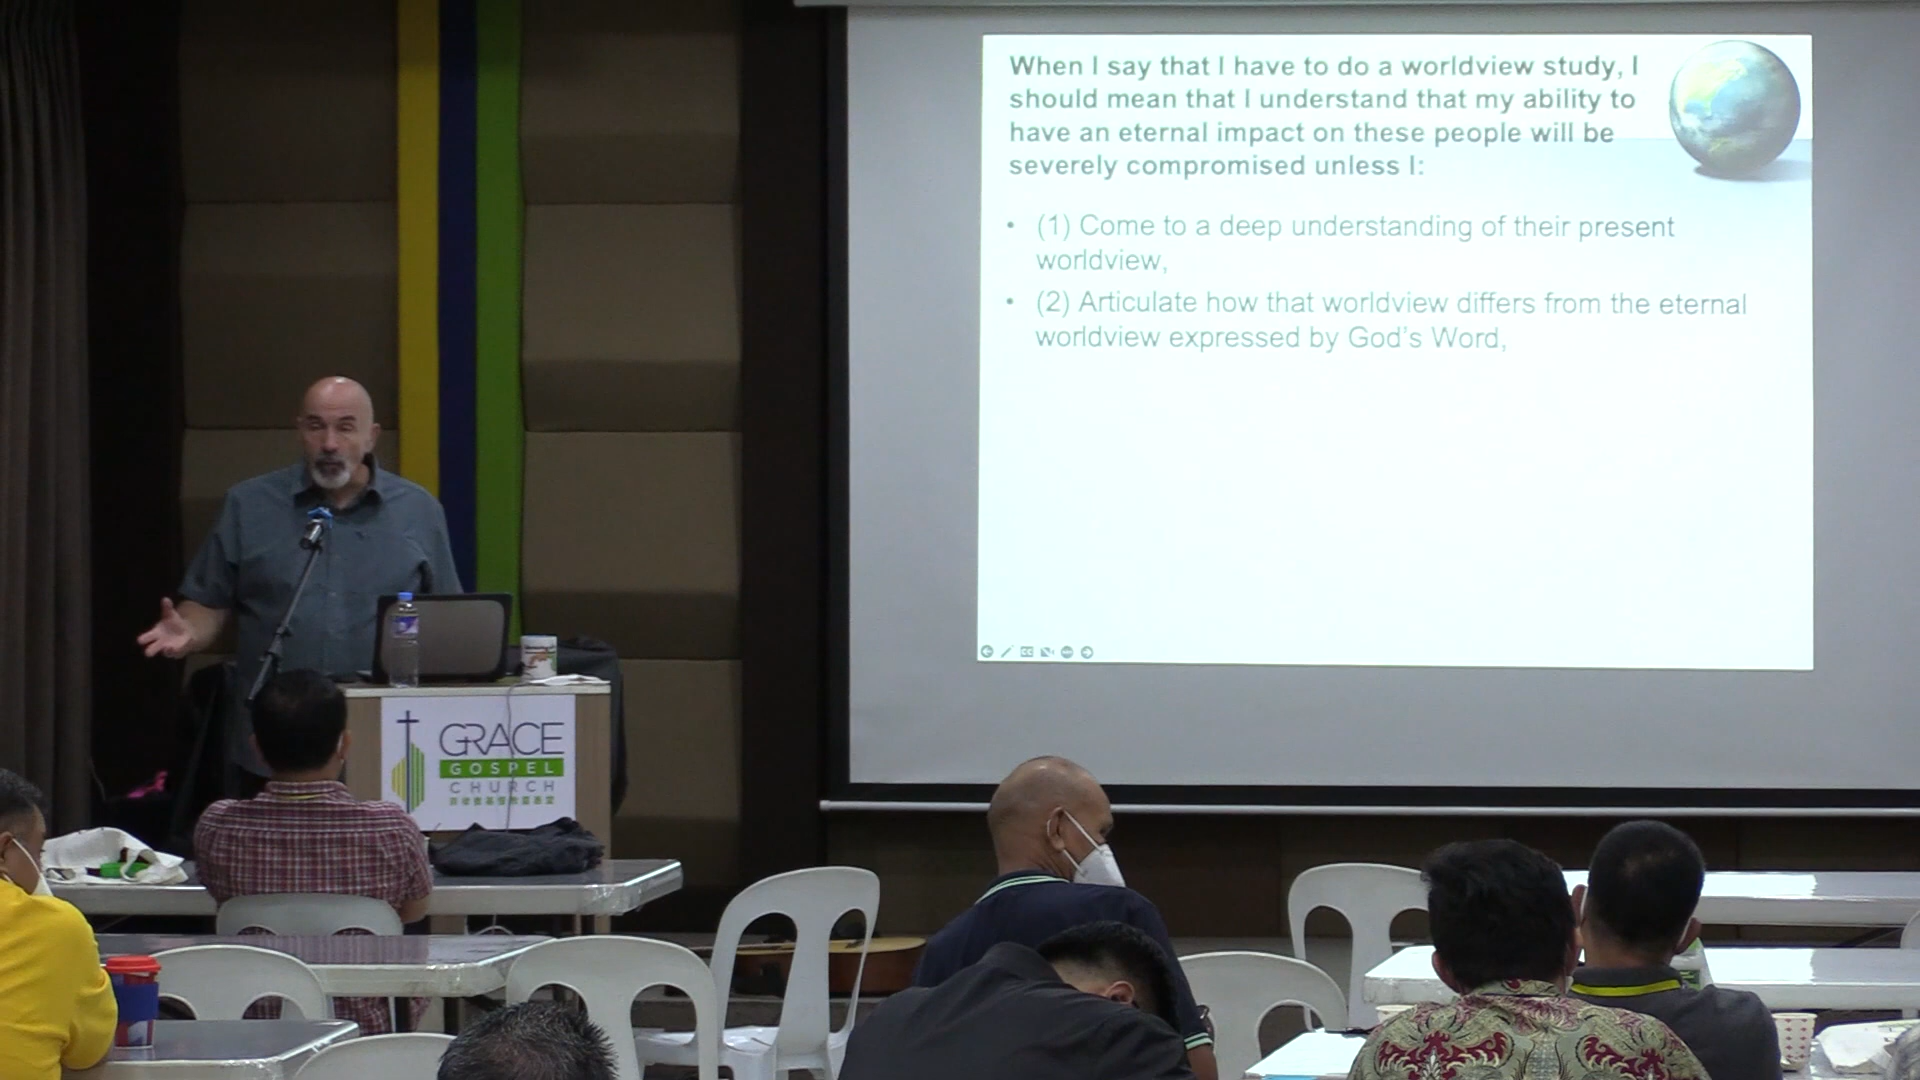 When I say that I have to do a worldview study, I
should mean that I understand that my ability to
have an eternal impact on these people will be
severely compromised unless I:
• (1) Come to a deep understanding of their present
worldview,
• (2) Articulate how that worldview differs from the eternal
worldview expressed by God's Word,
GRACE
GOSPEL
CHURCH